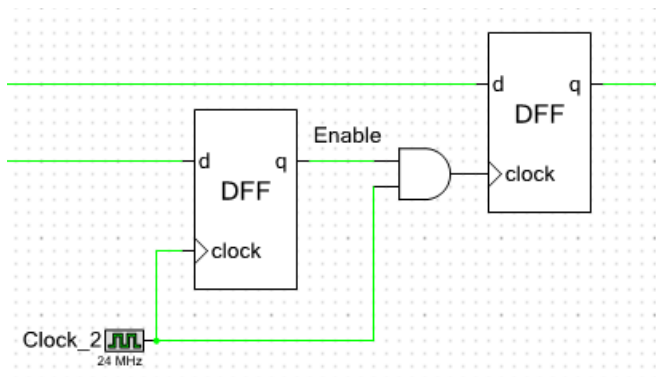 d q
DFF
clock
Enable
d q
DFF
clock
Clock_2
24 MHz